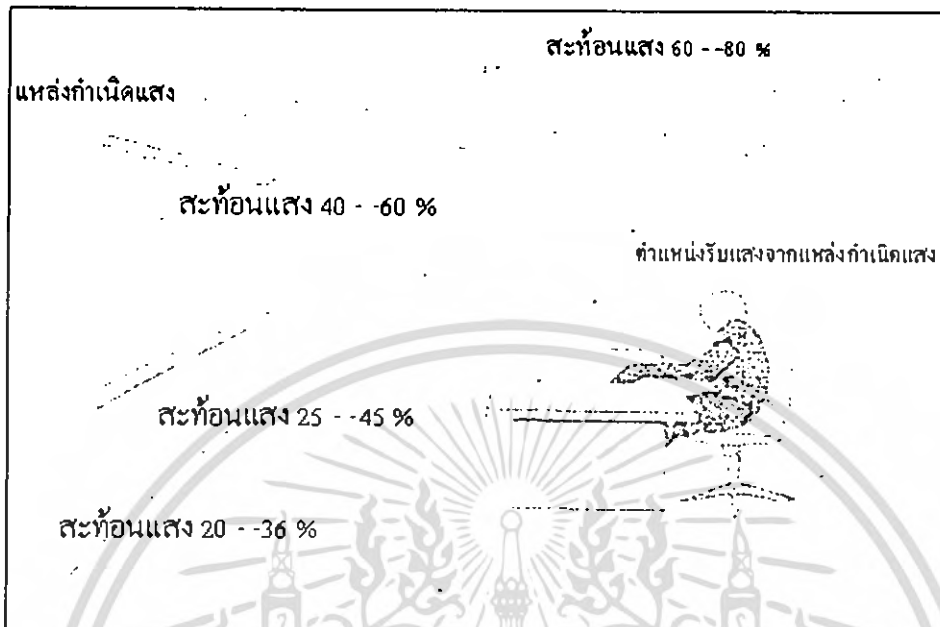 สะท้อนแสง 60 - -80 %
แหล่งกำเนิดแสง
สะท้อนแสง 40 - -60 %
ตำแหน่งรับแสงจากแหล่งกำเนิดแสง
สะท้อนแสง 25 - -45 %
สะท้อนแสง 20 - -36 %